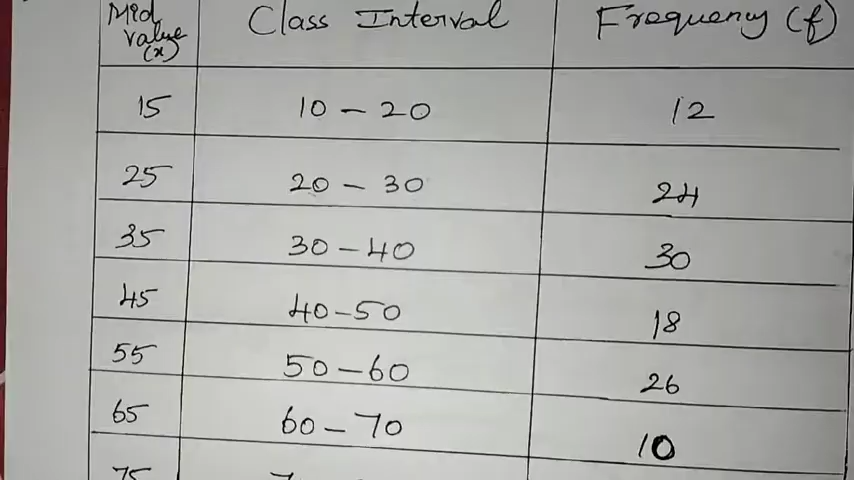 Mid value (x) Class Interval Frequency (f)
15 10 - 20 12
25 20 - 30 24
35 30 - 40 30
45 40 - 50 18
55 50 - 60 26
65 60 - 70 10
75